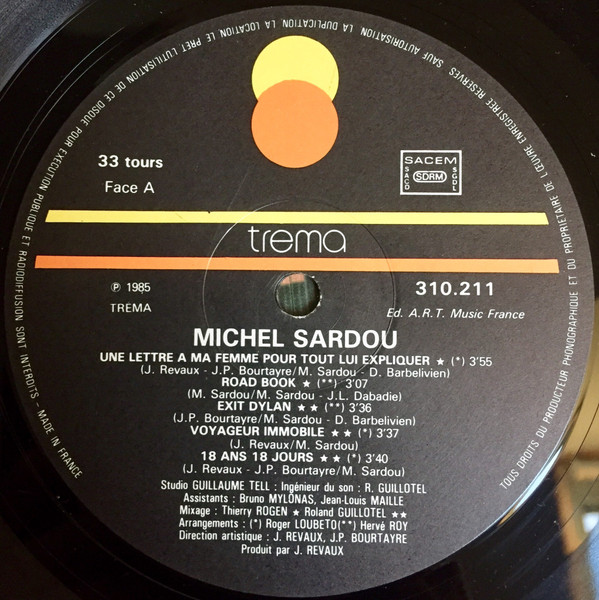 TOUS DROITS DU PRODUCTEUR PHONOGRAPHIQUE ET DU PROPRIETAIRE DE L'ŒUVRE ENREGISTREE RESERVES. SAUF AUTORISATION LA DUPLICATION, LA LOCATION, LE PRET, L'UTILISATION DE CE DISQUE POUR EXECUTION PUBLIQUE ET RADIODIFFUSION SONT INTERDITS - MADE IN FRANCE
33 tours
Face A
SACEM
SACD SDRM SGDL
trema
℗ 1985
TREMA
310.211
Ed. A.R.T. Music France
MICHEL SARDOU
UNE LETTRE A MA FEMME POUR TOUT LUI EXPLIQUER ★ (*) 3'55
(J. Revaux - J.P. Bourtayre/M. Sardou - D. Barbelivien)
ROAD BOOK ★ (**) 3'07
(M. Sardou/M. Sardou - J.L. Dabadie)
EXIT DYLAN ★★ (**) 3'36
(J.P. Bourtayre/M. Sardou - D. Barbelivien)
VOYAGEUR IMMOBILE ★★ (*) 3'37
(J. Revaux/M. Sardou)
18 ANS 18 JOURS ★★ (*) 3'40
(J. Revaux - J.P. Bourtayre/M. Sardou)
Studio GUILLAUME TELL : Ingénieur du son : R. GUILLOTEL
Assistants : Bruno MYLONAS, Jean-Louis MAILLE
Mixage : Thierry ROGEN ★ Roland GUILLOTEL ★★
Arrangements : (*) Roger LOUBETO(**) Hervé ROY
Direction artistique : J. REVAUX, J.P. BOURTAYRE
Produit par J. REVAUX